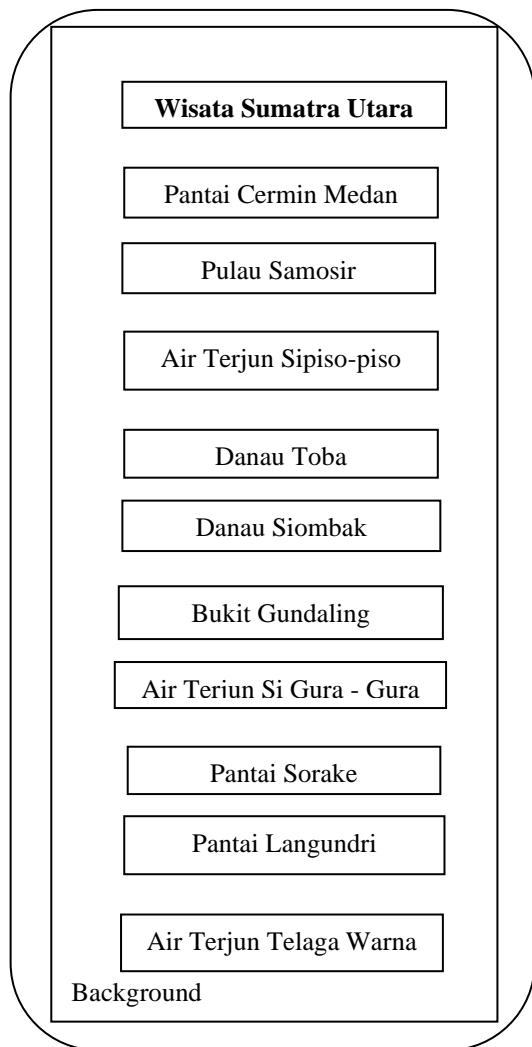 Wisata Sumatra Utara
Pantai Cermin Medan
Pulau Samosir
Air Terjun Sipiso-piso
Danau Toba
Danau Siombak
Bukit Gundaling
Air Terjun Si Gura - Gura
Pantai Sorake
Pantai Langundri
Air Terjun Telaga Warna
Background